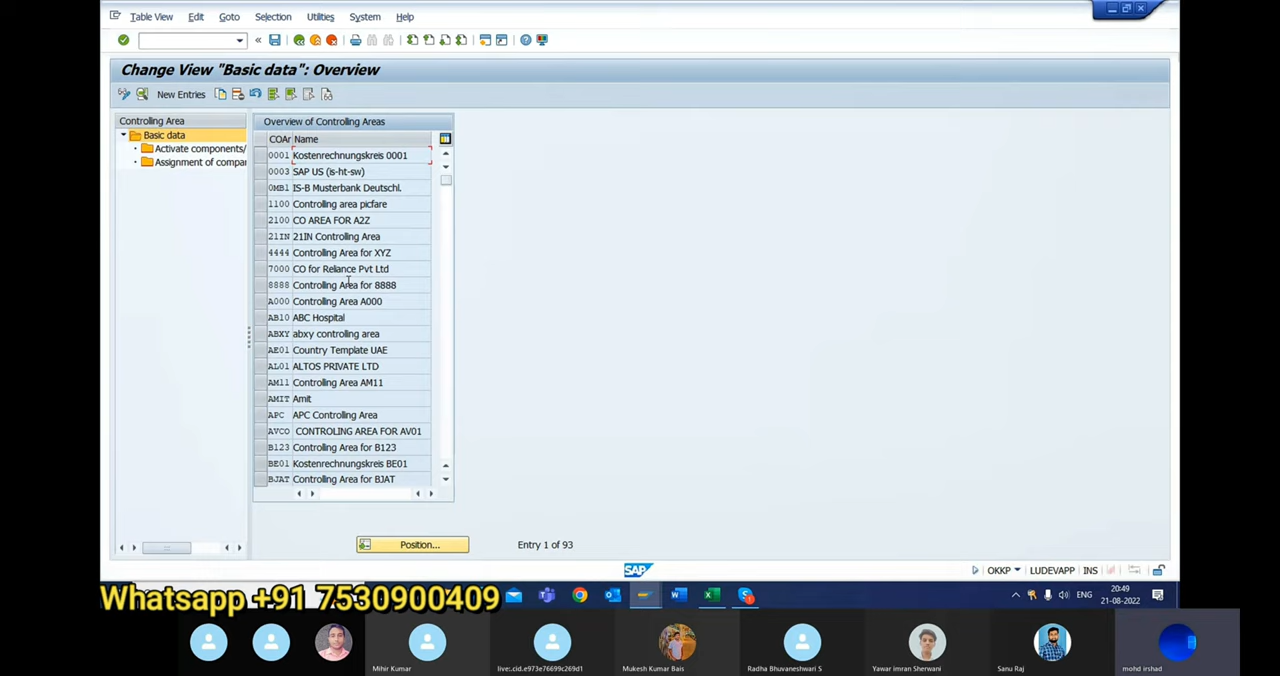 Table View Edit Goto Selection Utilities System Help
Change View "Basic data": Overview
New Entries
Controlling Area
Basic data
Activate components/
Assignment of compar
Overview of Controlling Areas
COAr Name
0001 Kostenrechnungskreis 0001
0003 SAP US (is-ht-sw)
0MB1 IS-B Musterbank Deutschl.
1100 Controlling area picfare
2100 CO AREA FOR A2Z
21IN 21IN Controlling Area
4444 Controlling Area for XYZ
7000 CO for Reliance Pvt Ltd
8888 Controlling Area for 8888
A000 Controlling Area A000
AB10 ABC Hospital
ABXY abxy controlling area
AE01 Country Template UAE
AL01 ALTOS PRIVATE LTD
AM11 Controlling Area AM11
AMIT Amit
APC APC Controlling Area
AVCO CONTROLING AREA FOR AV01
B123 Controlling Area for B123
BE01 Kostenrechnungskreis BE01
BJAT Controlling Area for BJAT
Position...
Entry 1 of 93
SAP
OKKP LUDEVAPP INS
Whatsapp +91 7530900409
ENG
20:49
21-08-2022
Mihir Kumar
live:.cid.e973e76699c269d1
Mukesh Kumar Bais
Radha Bhuvaneshwari S
Yawar imran Sherwani
Sanu Raj
mohd irshad